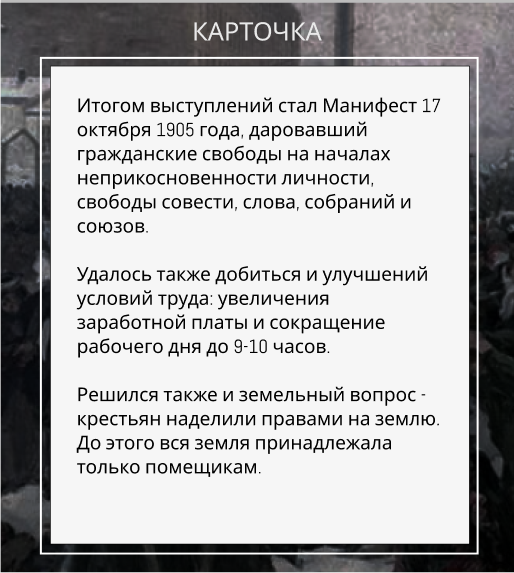 КАРТОЧКА
Итогом выступлений стал Манифест 17
октября 1905 года, даровавший
гражданские свободы на началах
неприкосновенности личности,
свободы совести, слова, собраний и
союзов.
Удалось также добиться и улучшений
условий труда: увеличения
заработной платы и сокращение
рабочего дня до 9-10 часов.
Решился также и земельный вопрос -
крестьян наделили правами на землю.
До этого вся земля принадлежала
только помещикам.